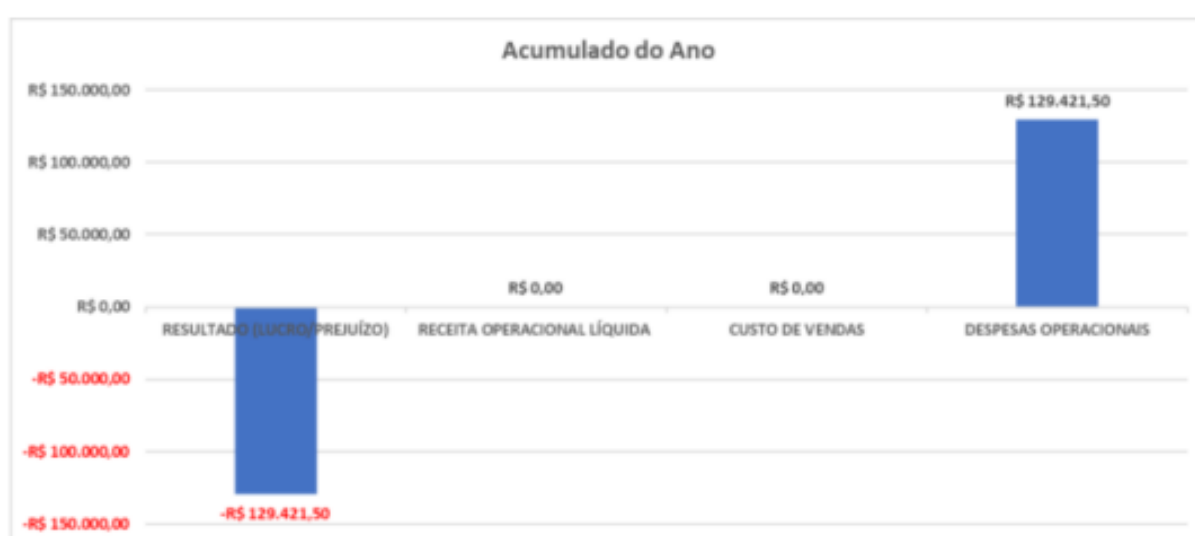 Acumulado do Ano
R$ 150.000,00
R$ 129.421,50
R$ 100.000,00
R$ 50.000,00
R$ 0,00
R$ 0,00
R$ 0,00
RESULTADO (LUCRO/PREJUÍZO)
RECEITA OPERACIONAL LÍQUIDA
CUSTO DE VENDAS
DESPESAS OPERACIONAIS
-R$ 50.000,00
-R$ 100.000,00
-R$ 129.421,50
-R$ 150.000,00